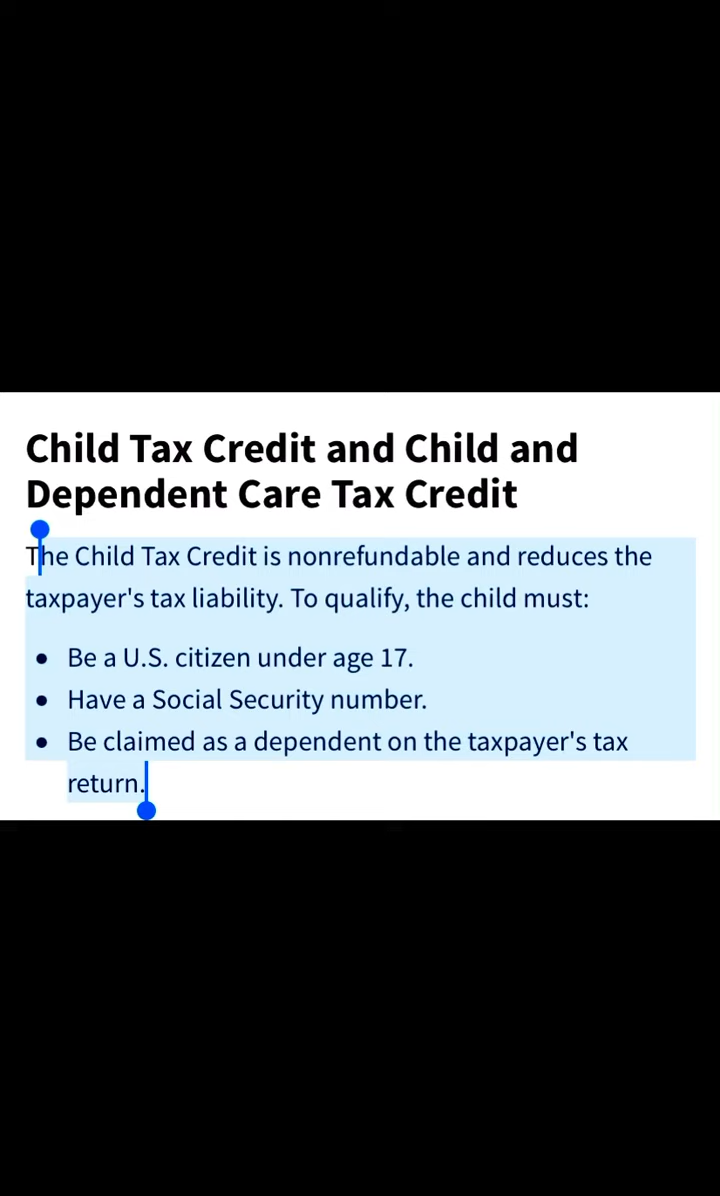 Child Tax Credit and Child and
Dependent Care Tax Credit
The Child Tax Credit is nonrefundable and reduces the
taxpayer's tax liability. To qualify, the child must:
• Be a U.S. citizen under age 17.
• Have a Social Security number.
• Be claimed as a dependent on the taxpayer's tax
return.